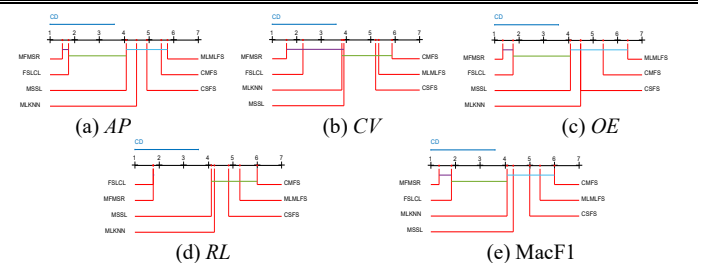 CD
1 2 3 4 5 6 7
MFMSR
FSLCL
MSSL
MLKNN
MLMLFS
CMFS
CSFS
(a) AP
CD
1 2 3 4 5 6 7
MFMSR
FSLCL
MLKNN
MSSL
CMFS
MLMLFS
CSFS
(b) CV
CD
1 2 3 4 5 6 7
MFMSR
FSLCL
MSSL
MLKNN
MLMLFS
CMFS
CSFS
(c) OE
CD
1 2 3 4 5 6 7
FSLCL
MFMSR
MSSL
MLKNN
CMFS
MLMLFS
CSFS
(d) RL
CD
1 2 3 4 5 6 7
MFMSR
FSLCL
MLKNN
MSSL
CMFS
MLMLFS
CSFS
(e) MacF1